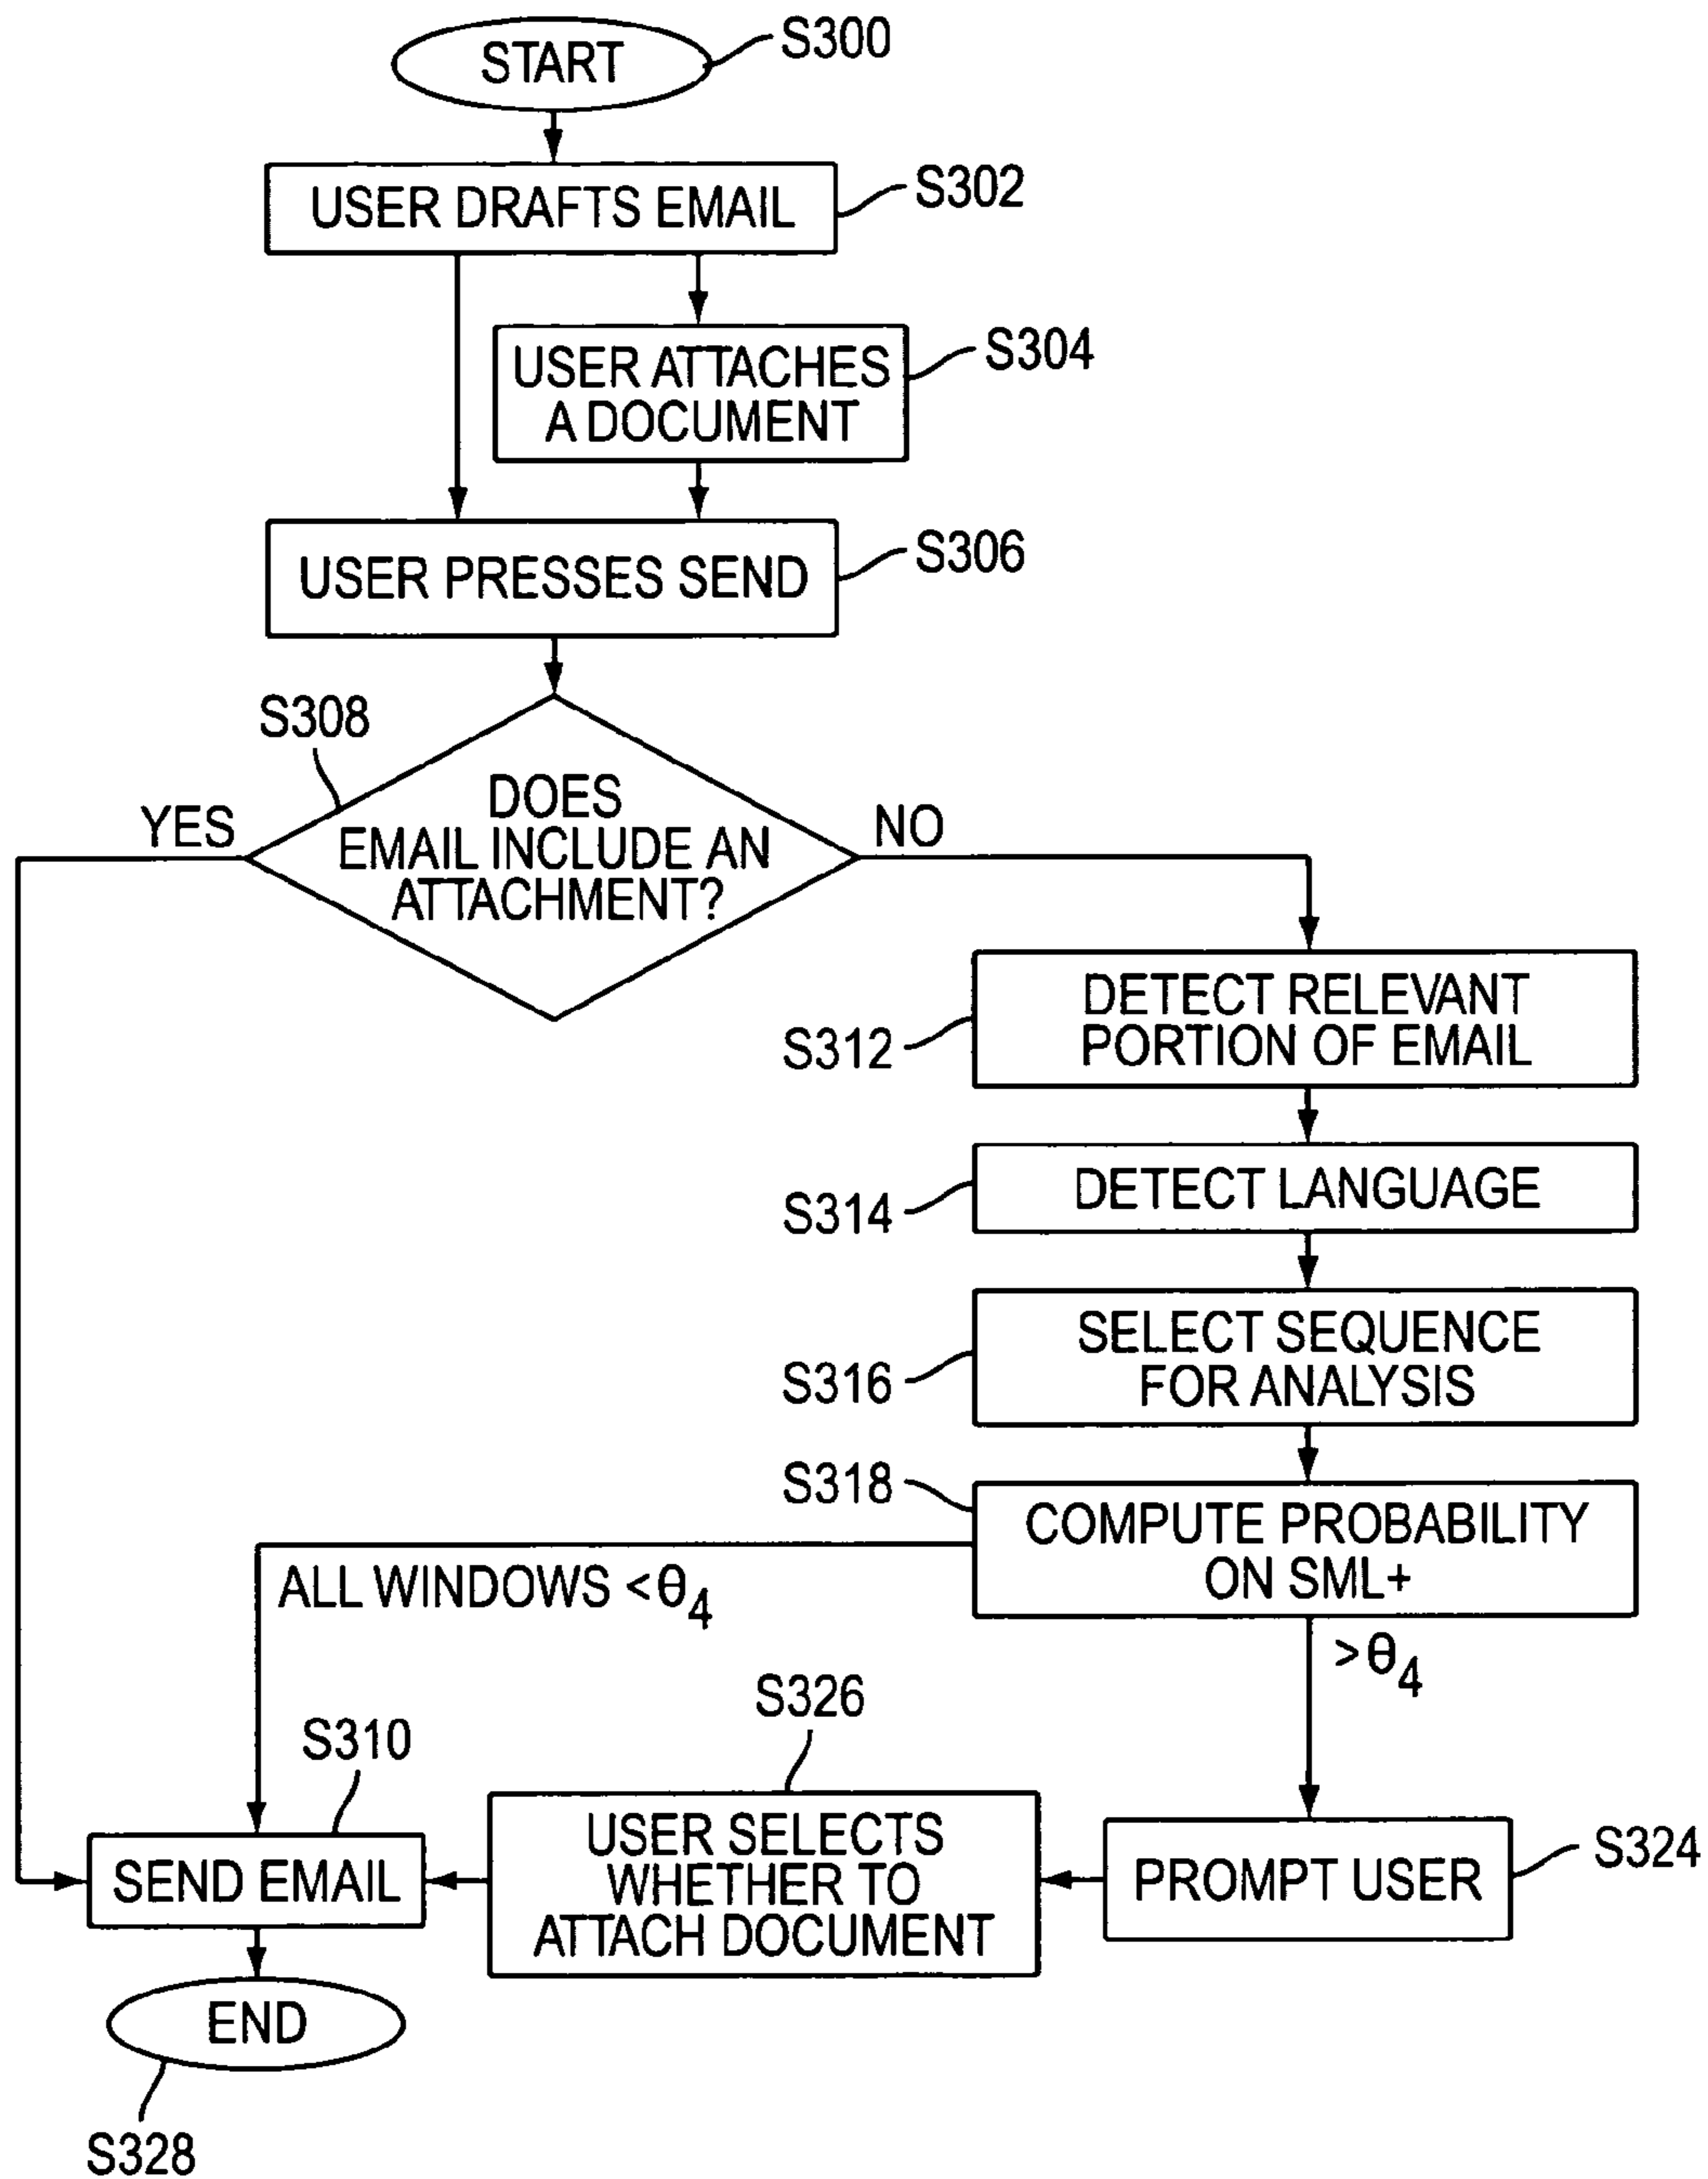 START
S300
USER DRAFTS EMAIL
S302
USER ATTACHES
A DOCUMENT
S304
USER PRESSES SEND
S306
S308
DOES
EMAIL INCLUDE AN
ATTACHMENT?
YES
NO
DETECT RELEVANT
PORTION OF EMAIL
S312
DETECT LANGUAGE
S314
SELECT SEQUENCE
FOR ANALYSIS
S316
S318
COMPUTE PROBABILITY
ON SML+
ALL WINDOWS <θ4
>θ4
S326
S310
USER SELECTS
WHETHER TO
ATTACH DOCUMENT
SEND EMAIL
PROMPT USER
S324
END
S328